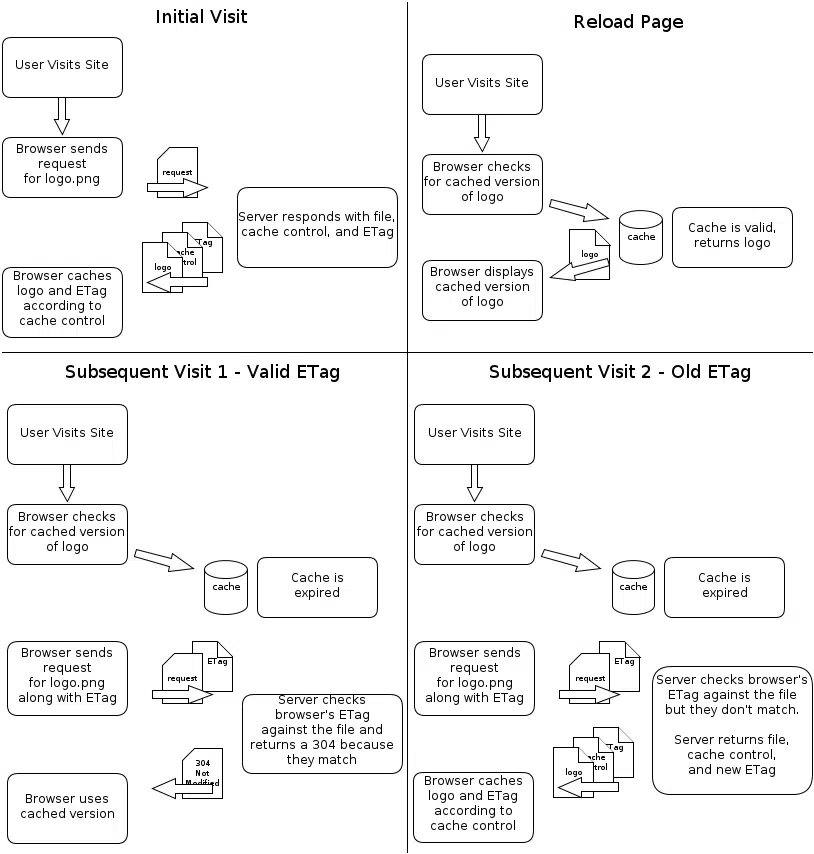 Initial Visit
User Visits Site
Browser sends
request
for logo.png
request
Server responds with file,
cache control, and ETag
logo
Browser caches
logo and ETag
according to
cache control
Reload Page
User Visits Site
Browser checks
for cached version
of logo
cache
Cache is valid,
returns logo
logo
Browser displays
cached version
of logo
Subsequent Visit 1 - Valid ETag
User Visits Site
Browser checks
for cached version
of logo
cache
Cache is
expired
Browser sends
request
for logo.png
along with ETag
ETag
request
Server checks
browser's ETag
against the file and
returns a 304 because
they match
304
Not
Modified
Browser uses
cached version
Subsequent Visit 2 - Old ETag
User Visits Site
Browser checks
for cached version
of logo
cache
Cache is
expired
Browser sends
request
for logo.png
along with ETag
ETag
request
Server checks browser's
ETag against the file
but they don't match.
Server returns file,
cache control,
and new ETag
logo
Browser caches
logo and ETag
according to
cache control